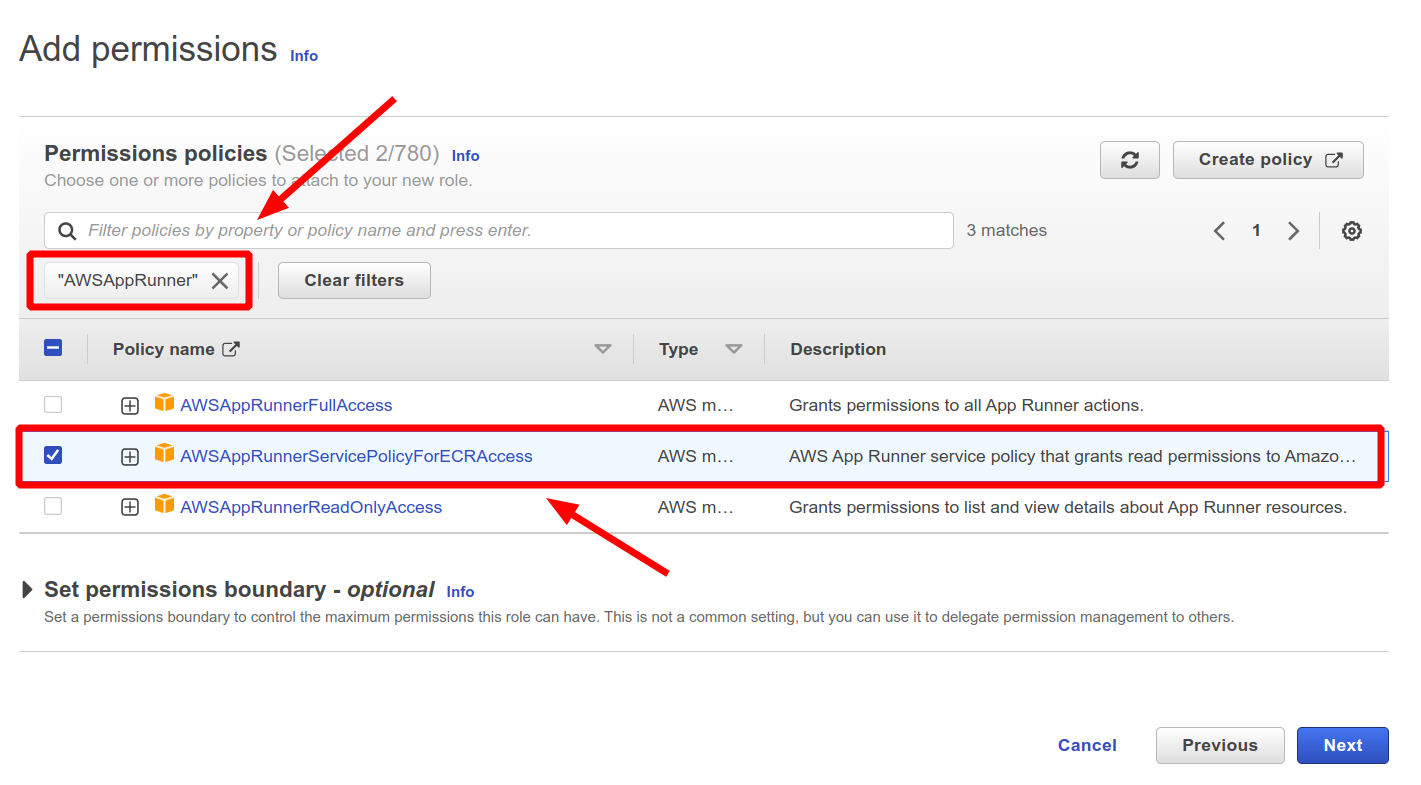 Add permissions Info
Permissions policies (Selected 2/780) Info
Choose one or more policies to attach to your new role.
Create policy
Filter policies by property or policy name and press enter.
3 matches
1
"AWSAppRunner"
Clear filters
Policy name Type Description
AWSAppRunnerFullAccess AWS m… Grants permissions to all App Runner actions.
AWSAppRunnerServicePolicyForECRAccess AWS m… AWS App Runner service policy that grants read permissions to Amazo…
AWSAppRunnerReadOnlyAccess AWS m… Grants permissions to list and view details about App Runner resources.
Set permissions boundary - optional Info
Set a permissions boundary to control the maximum permissions this role can have. This is not a common setting, but you can use it to delegate permission management to others.
Cancel Previous Next